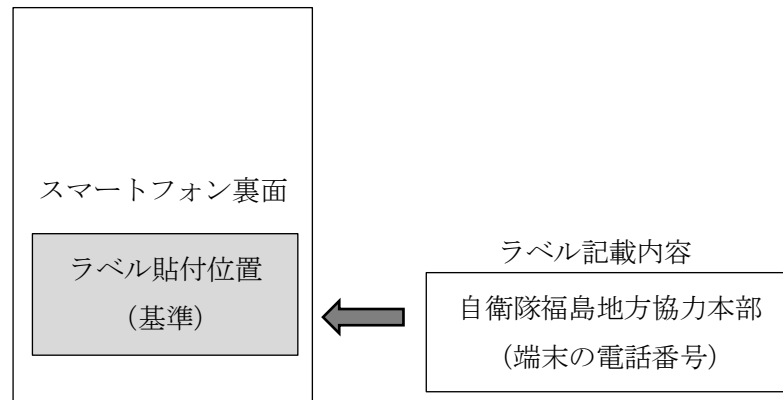 スマートフォン裏面
ラベル貼付位置
（基準）
ラベル記載内容
自衛隊福島地方協力本部
（端末の電話番号）